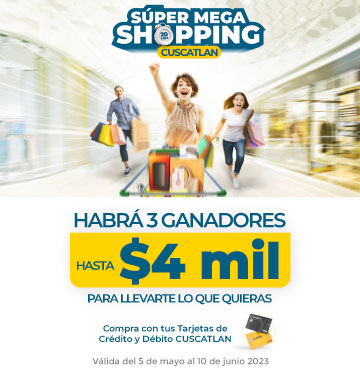 SÚPER MEGA
SHOPPING
CUSCATLAN
HABRÁ 3 GANADORES
HASTA $4 mil
PARA LLEVARTE LO QUE QUIERAS
Compra con tus Tarjetas de
Crédito y Débito CUSCATLAN
Válida del 5 de mayo al 10 de junio 2023